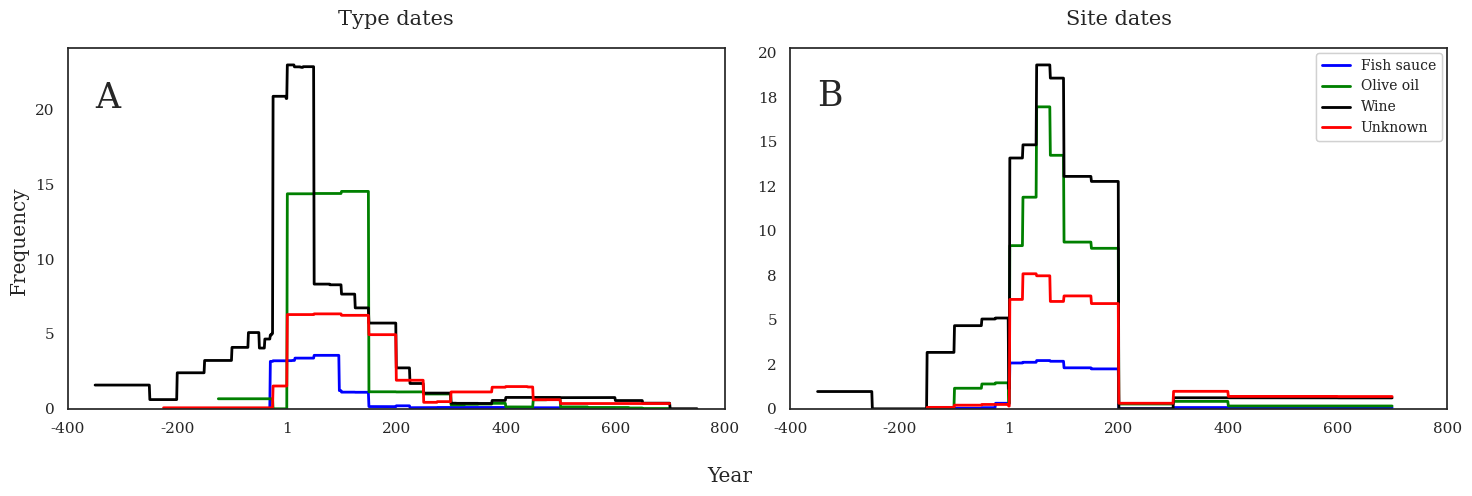 Type dates
Site dates
A
B
Fish sauce
Olive oil
Wine
Unknown
Frequency
20
15
10
5
0
20
18
15
12
10
8
5
2
0
-400 -200 1 200 400 600 800
-400 -200 1 200 400 600 800
Year